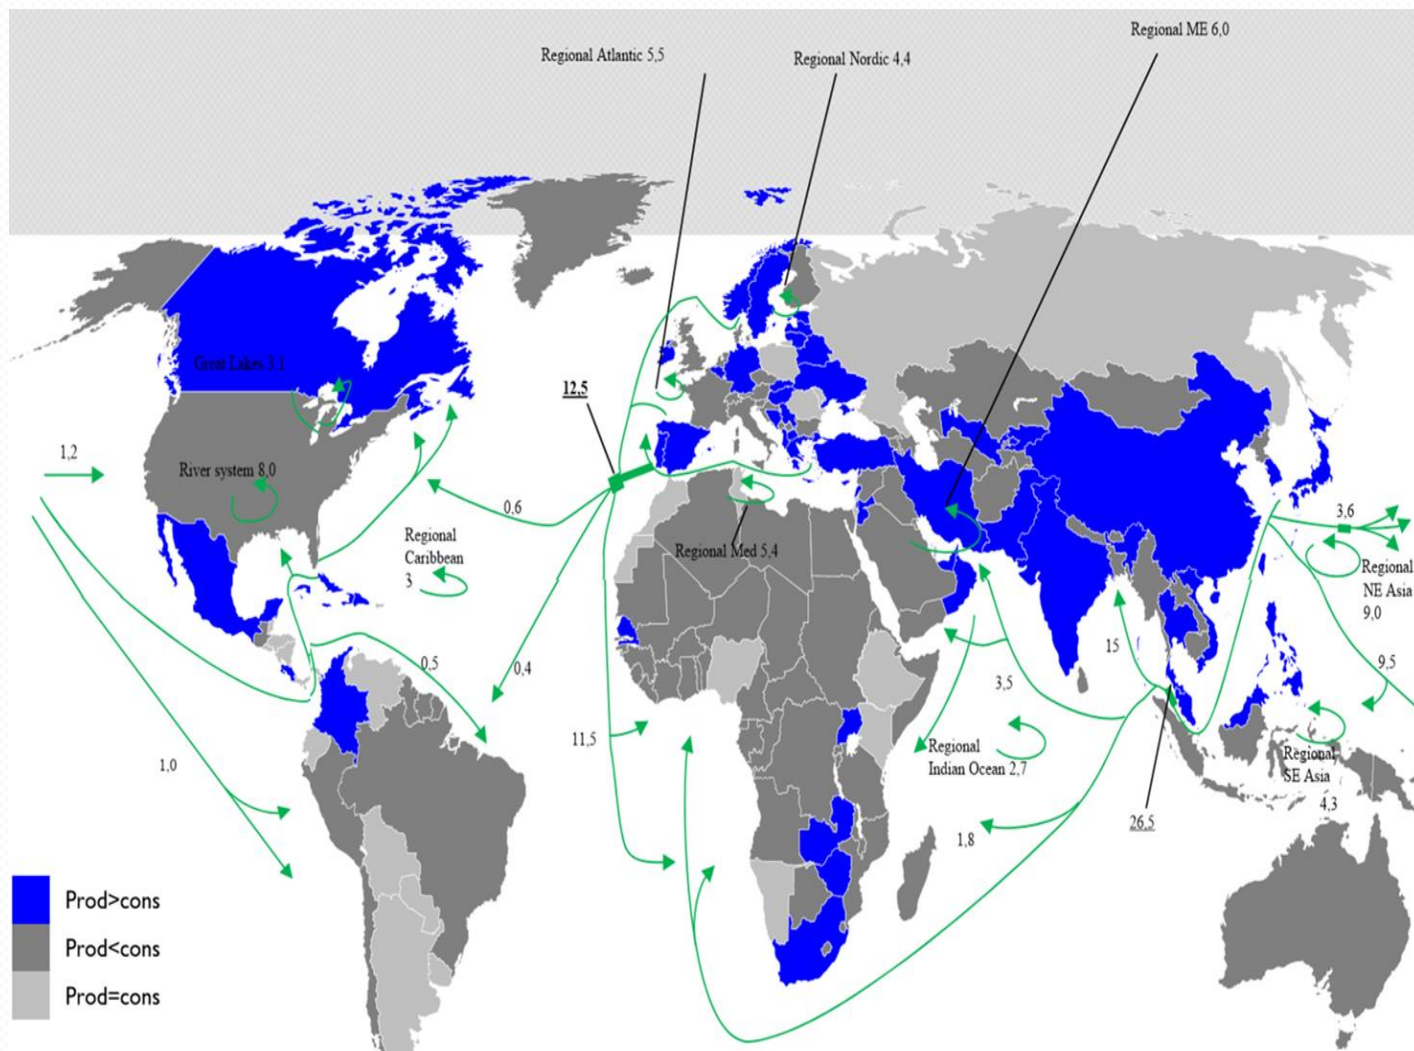 Regional ME 6,0
Regional Atlantic 5,5
Regional Nordic 4,4
Great Lakes 3.1
12,5
1,2
River system 8,0
0,6
3,6
Regional
Caribbean
3
Regional Med 5,4
Regional
NE Asia
9,0
15
0,5
0,4
3,5
9,5
11,5
Regional
Indian Ocean 2,7
Regional
SE Asia
4,3
1,0
26,5
1,8
Prod>cons
Prod<cons
Prod=cons